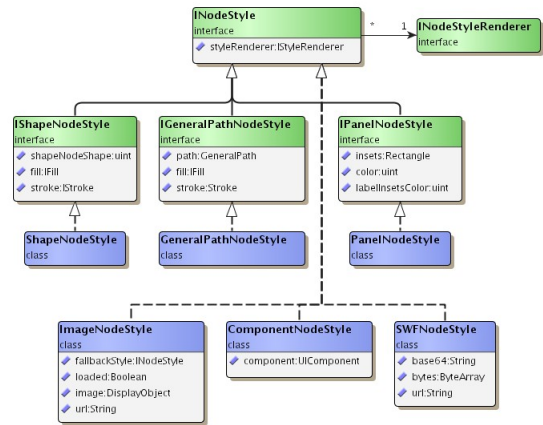 INodeStyle
interface
styleRenderer:IStyleRenderer
* 1
INodeStyleRenderer
interface
IShapeNodeStyle
interface
shapeNodeShape:uint
fill:IFill
stroke:IStroke
IGeneralPathNodeStyle
interface
path:GeneralPath
fill:IFill
stroke:Stroke
IPanelNodeStyle
interface
insets:Rectangle
color:uint
labelInsetsColor:uint
ShapeNodeStyle
class
GeneralPathNodeStyle
class
PanelNodeStyle
class
ImageNodeStyle
class
fallbackStyle:INodeStyle
loaded:Boolean
image:DisplayObject
url:String
ComponentNodeStyle
class
component:UIComponent
SWFNodeStyle
class
base64:String
bytes:ByteArray
url:String